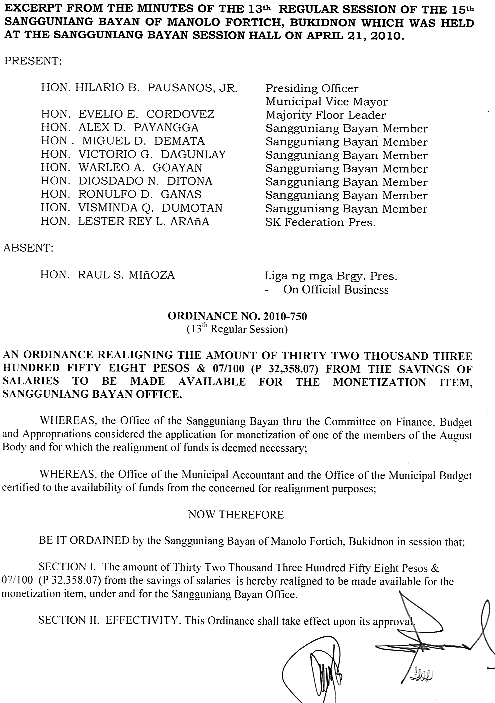 EXCERPT FROM THE MINUTES OF THE 13th REGULAR SESSION OF THE 15th
SANGGUNIANG BAYAN OF MANOLO FORTICH, BUKIDNON WHICH WAS HELD
AT THE SANGGUNIANG BAYAN SESSION HALL ON APRIL 21, 2010.
PRESENT:
HON. HILARIO B. PAUSANOS, JR. Presiding Officer
Municipal Vice Mayor
HON. EVELIO E. CORDOVEZ Majority Floor Leader
HON. ALEX D. PAYANGGA Sangguniang Bayan Member
HON . MIGUEL D. DEMATA Sangguniang Bayan Member
HON. VICTORIO G. DAGUNLAY Sangguniang Bayan Member
HON. WARLEO A. GOAYAN Sangguniang Bayan Member
HON. DIOSDADO N. DITONA Sangguniang Bayan Member
HON. RONULFO D. GANAS Sangguniang Bayan Member
HON. VISMINDA Q. DUMOTAN Sangguniang Bayan Member
HON. LESTER REY L. ARAñA SK Federation Pres.
ABSENT:
HON. RAUL S. MIñOZA Liga ng mga Brgy. Pres.
- On Official Business
ORDINANCE NO. 2010-750
(13th Regular Session)
AN ORDINANCE REALIGNING THE AMOUNT OF THIRTY TWO THOUSAND THREE
HUNDRED FIFTY EIGHT PESOS & 07/100 (P 32,358.07) FROM THE SAVINGS OF
SALARIES TO BE MADE AVAILABLE FOR THE MONETIZATION ITEM,
SANGGUNIANG BAYAN OFFICE.
WHEREAS, the Office of the Sangguniang Bayan thru the Committee on Finance, Budget
and Appropriations considered the application for monetization of one of the members of the August
Body and for which the realignment of funds is deemed necessary;
WHEREAS, the Office of the Municipal Accountant and the Office of the Municipal Budget
certified to the availability of funds from the concerned for realignment purposes;
NOW THEREFORE
BE IT ORDAINED by the Sangguniang Bayan of Manolo Fortich, Bukidnon in session that:
SECTION I. The amount of Thirty Two Thousand Three Hundred Fifty Eight Pesos &
07/100 (P 32,358.07) from the savings of salaries is hereby realigned to be made available for the
monetization item, under and for the Sangguniang Bayan Office.
SECTION II. EFFECTIVITY. This Ordinance shall take effect upon its approval.